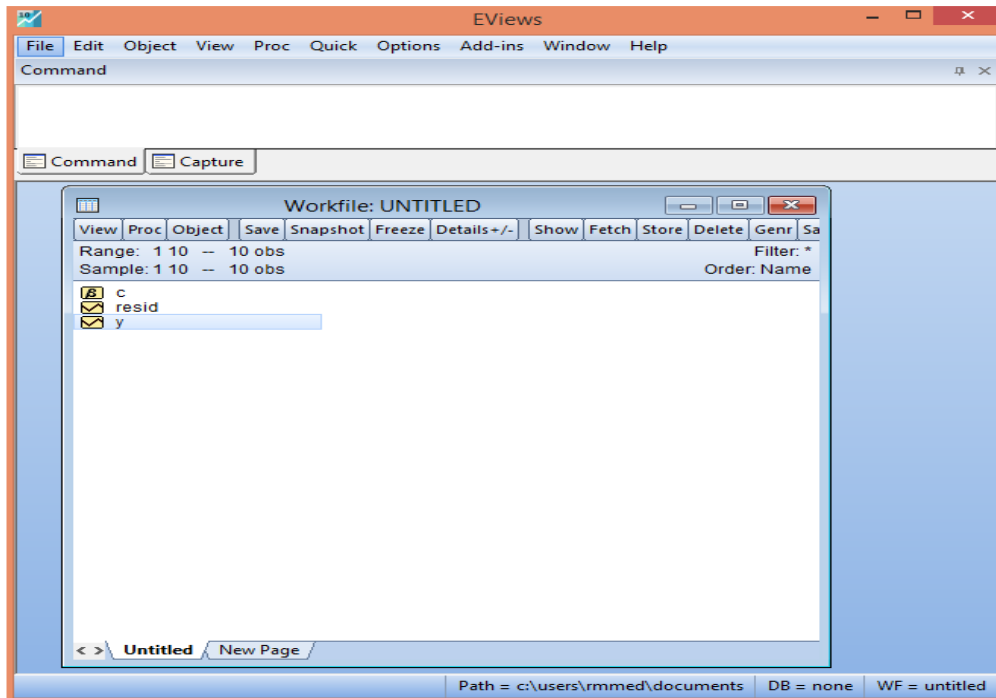 EViews
File Edit Object View Proc Quick Options Add-ins Window Help
Command
Command Capture
Workfile: UNTITLED
View Proc Object Save Snapshot Freeze Details+/- Show Fetch Store Delete Genr Sa
Range: 1 10 -- 10 obs Filter: *
Sample: 1 10 -- 10 obs Order: Name
β c
resid
y
< > Untitled New Page
Path = c:\users\rmmed\documents DB = none WF = untitled